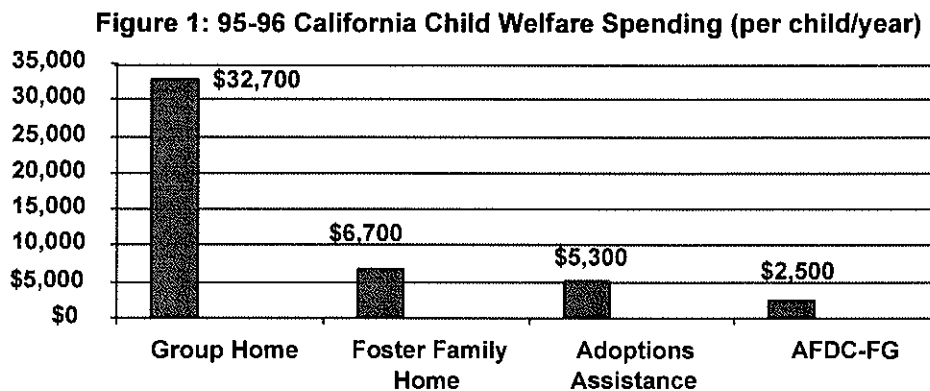 Figure 1: 95-96 California Child Welfare Spending (per child/year)
35,000
30,000
25,000
20,000
15,000
10,000
$5,000
$0
$32,700
$6,700
$5,300
$2,500
Group Home
Foster Family
Home
Adoptions
Assistance
AFDC-FG